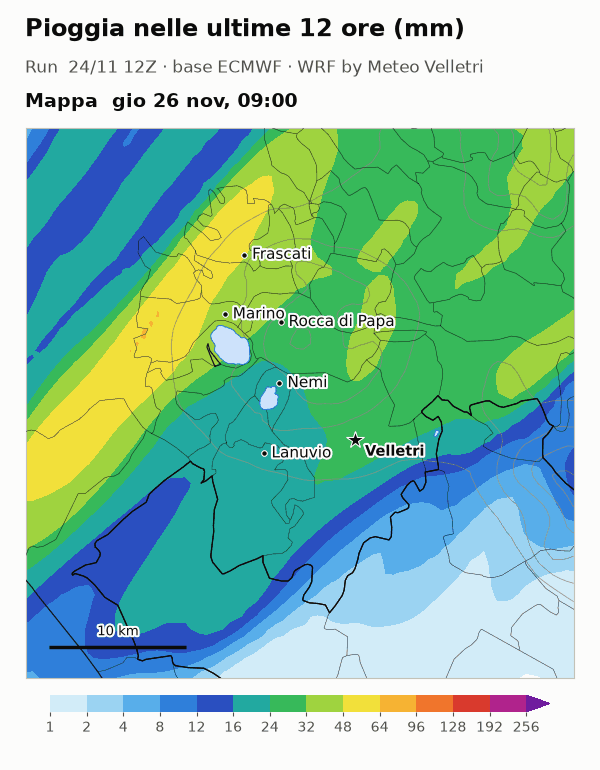 Pioggia nelle ultime 12 ore (mm)
Run  24/11 12Z · base ECMWF · WRF by Meteo Velletri
Mappa  gio 26 nov, 09:00
Frascati
Marino
Rocca di Papa
Nemi
Velletri
Lanuvio
10 km
1 2 4 8 12 16 24 32 48 64 96 128 192 256